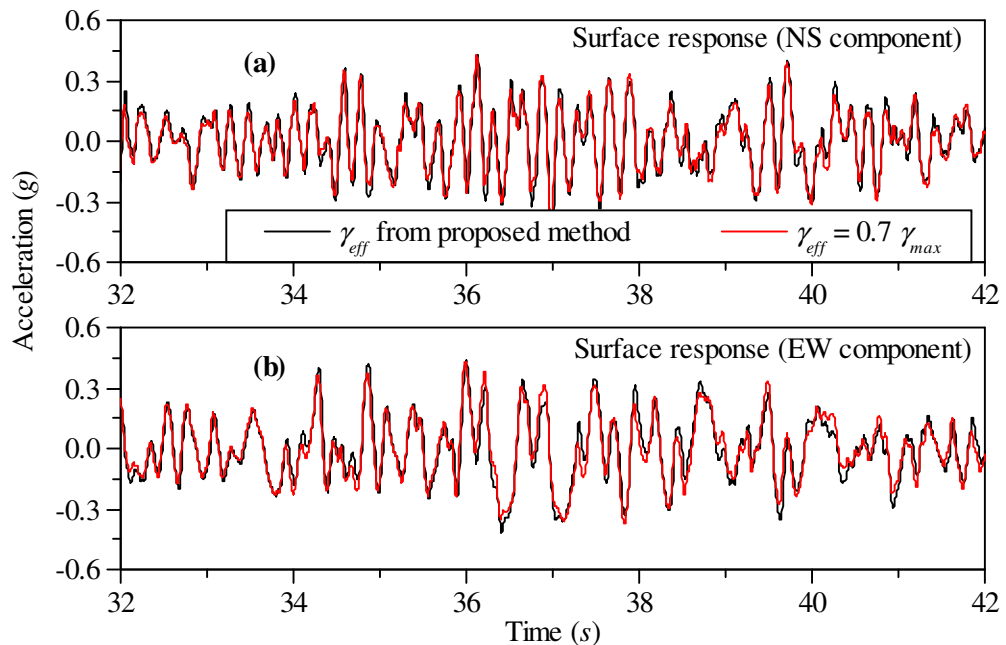 0.6
Surface response (NS component)
(a)
0.3
0.0
-0.3
γeff from proposed method
γeff = 0.7 γmax
-0.6
32 34 36 38 40 42
Acceleration (g)
0.6
Surface response (EW component)
(b)
0.3
0.0
-0.3
-0.6
32 34 36 38 40 42
Time (s)